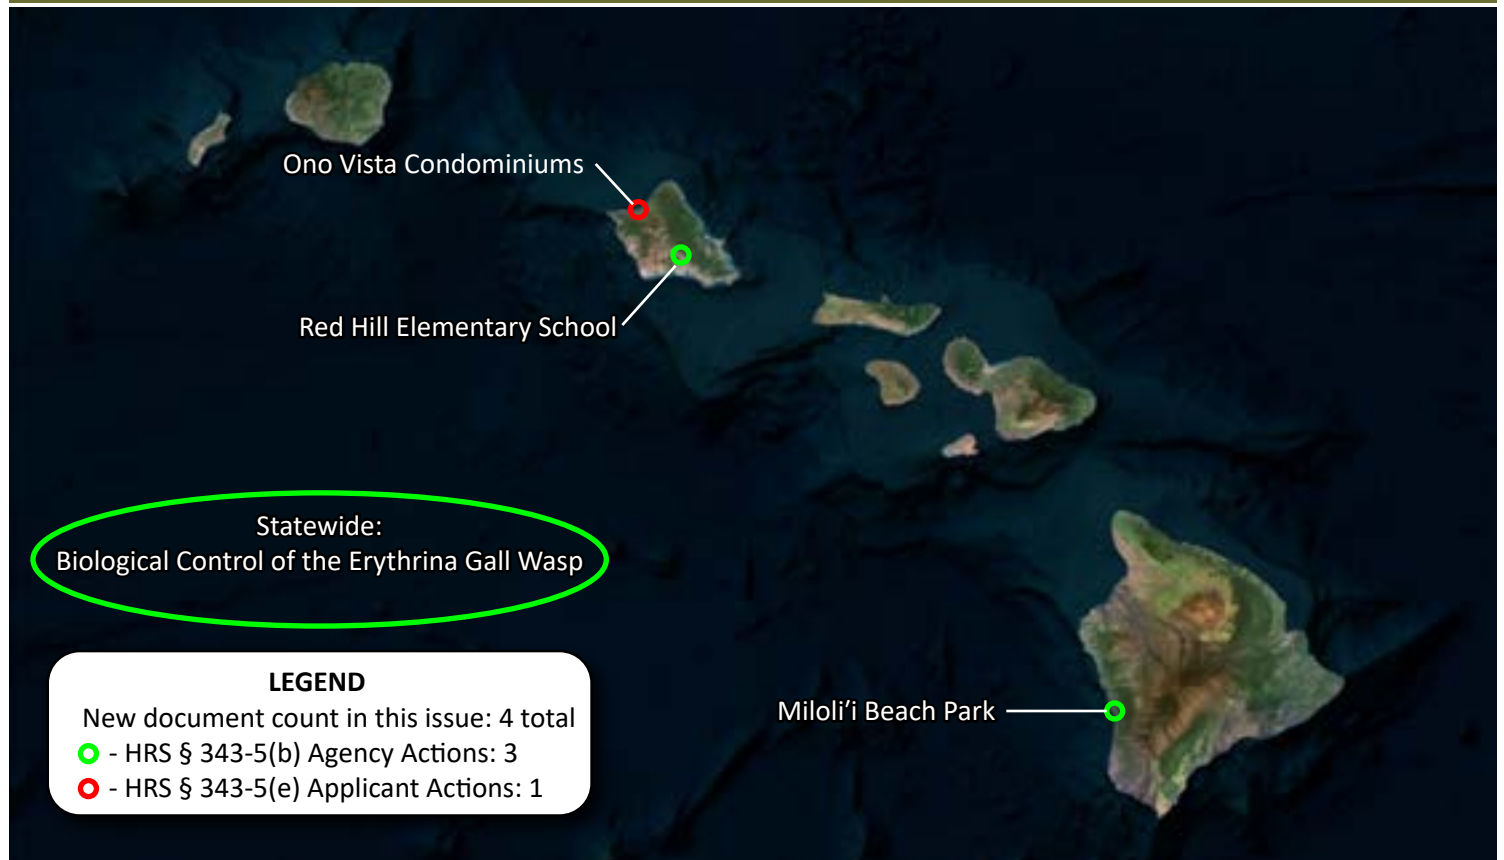 Ono Vista Condominiums
Red Hill Elementary School
Statewide:
Biological Control of the Erythrina Gall Wasp
Miloli’i Beach Park
LEGEND
New document count in this issue: 4 total
- HRS § 343-5(b) Agency Actions: 3
- HRS § 343-5(e) Applicant Actions: 1